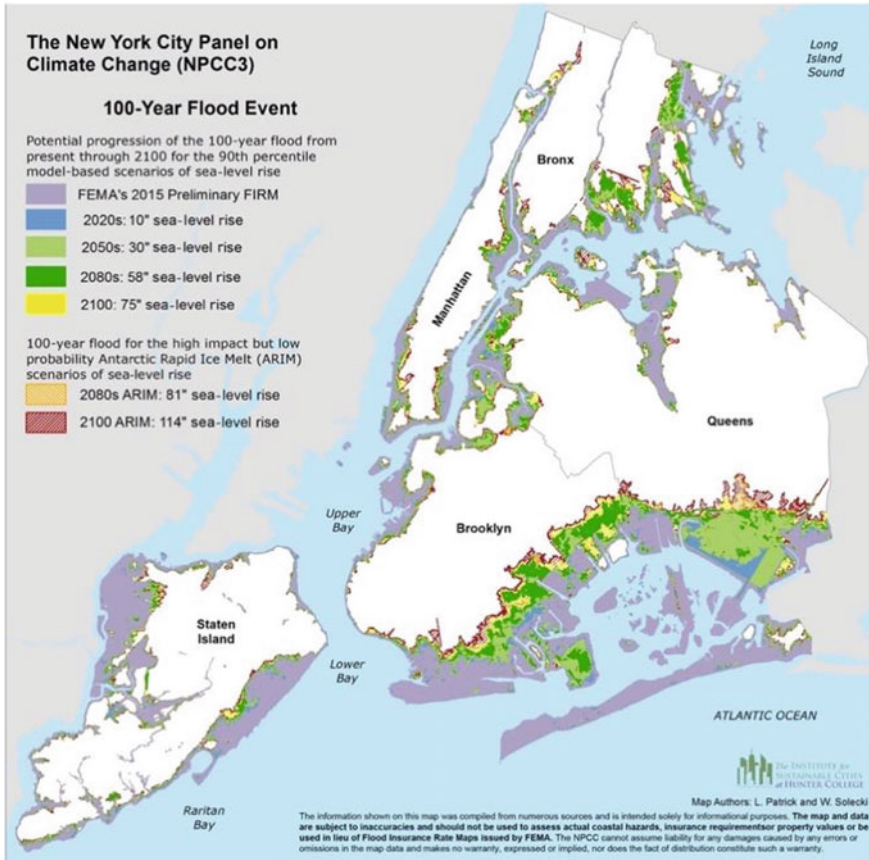 The New York City Panel on
Climate Change (NPCC3)
100-Year Flood Event
Potential progression of the 100-year flood from
present through 2100 for the 90th percentile
model-based scenarios of sea-level rise
FEMA's 2015 Preliminary FIRM
2020s: 10" sea-level rise
2050s: 30" sea-level rise
2080s: 58" sea-level rise
2100: 75" sea-level rise
100-year flood for the high impact but low
probability Antarctic Rapid Ice Melt (ARIM)
scenarios of sea-level rise
2080s ARIM: 81" sea-level rise
2100 ARIM: 114" sea-level rise
Long
Island
Sound
Bronx
Manhattan
Queens
Upper
Bay
Brooklyn
Staten
Island
Lower
Bay
ATLANTIC OCEAN
Raritan
Bay
The INSTITUTE for
SUSTAINABLE CITIES
at HUNTER COLLEGE
Map Authors: L. Patrick and W. Solecki
The information shown on this map was compiled from numerous sources and is intended solely for informational purposes. The map and data
are subject to inaccuracies and should not be used to assess actual coastal hazards, insurance requirementsor property values or be
used in lieu of Flood Insurance Rate Maps issued by FEMA. The NPCC cannot assume liability for any damages caused by any errors or
omissions in the map data and makes no warranty, expressed or implied, nor does the fact of distribution constitute such a warranty.